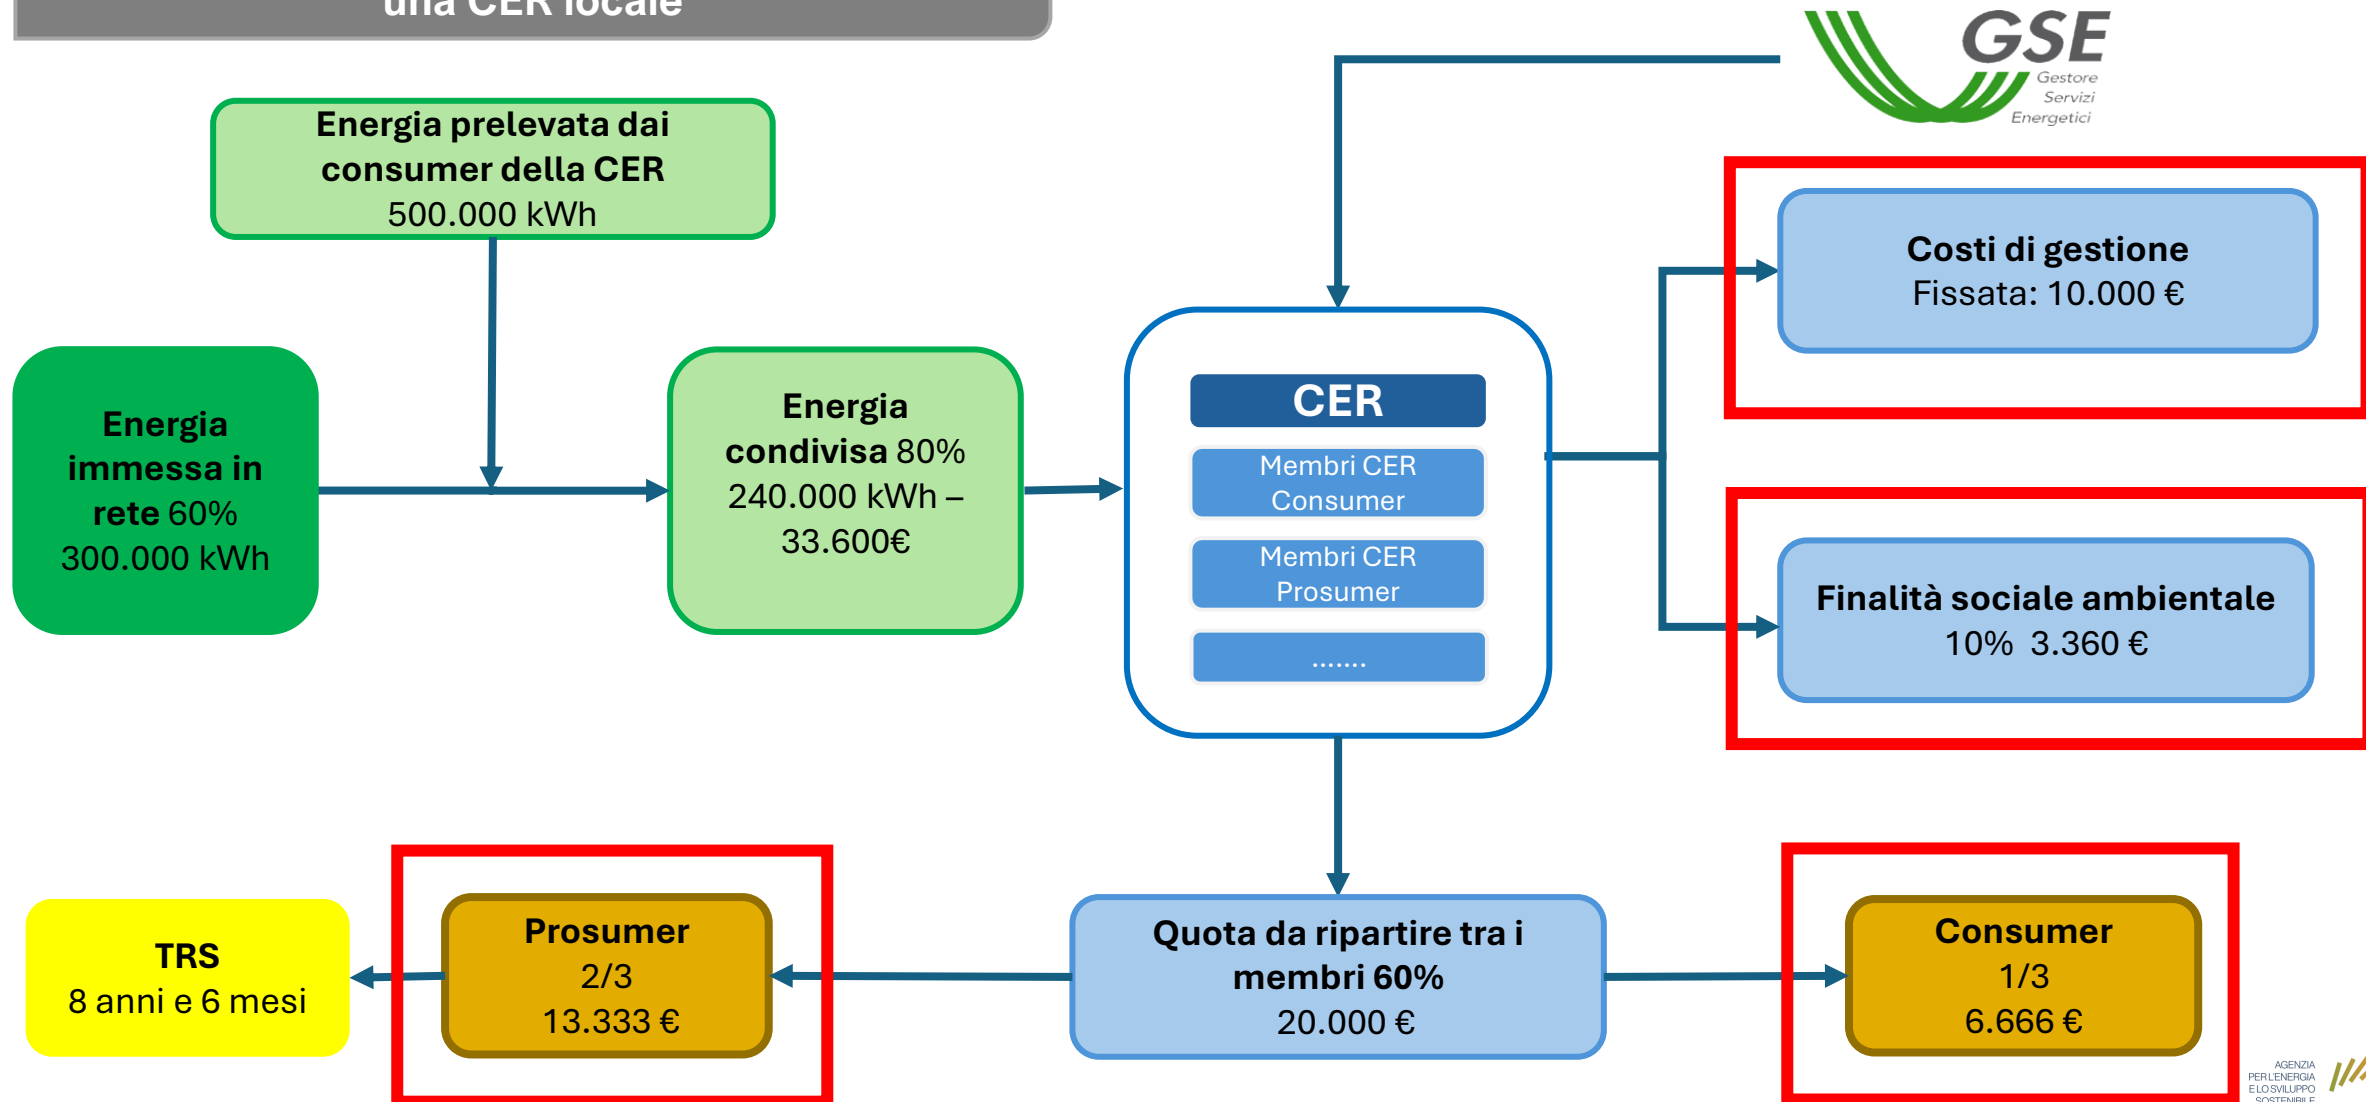 una CER locale
GSE
Gestore
Servizi
Energetici
Energia prelevata dai
consumer della CER
500.000 kWh
Costi di gestione
Fissata: 10.000 €
Energia
immessa in
rete 60%
300.000 kWh
Energia
condivisa 80%
240.000 kWh –
33.600€
CER
Membri CER
Consumer
Membri CER
Prosumer
.......
Finalità sociale ambientale
10%  3.360 €
TRS
8 anni e 6 mesi
Prosumer
2/3
13.333 €
Quota da ripartire tra i
membri 60%
20.000 €
Consumer
1/3
6.666 €
AGENZIA
PER L'ENERGIA
E LO SVILUPPO
SOSTENIBILE